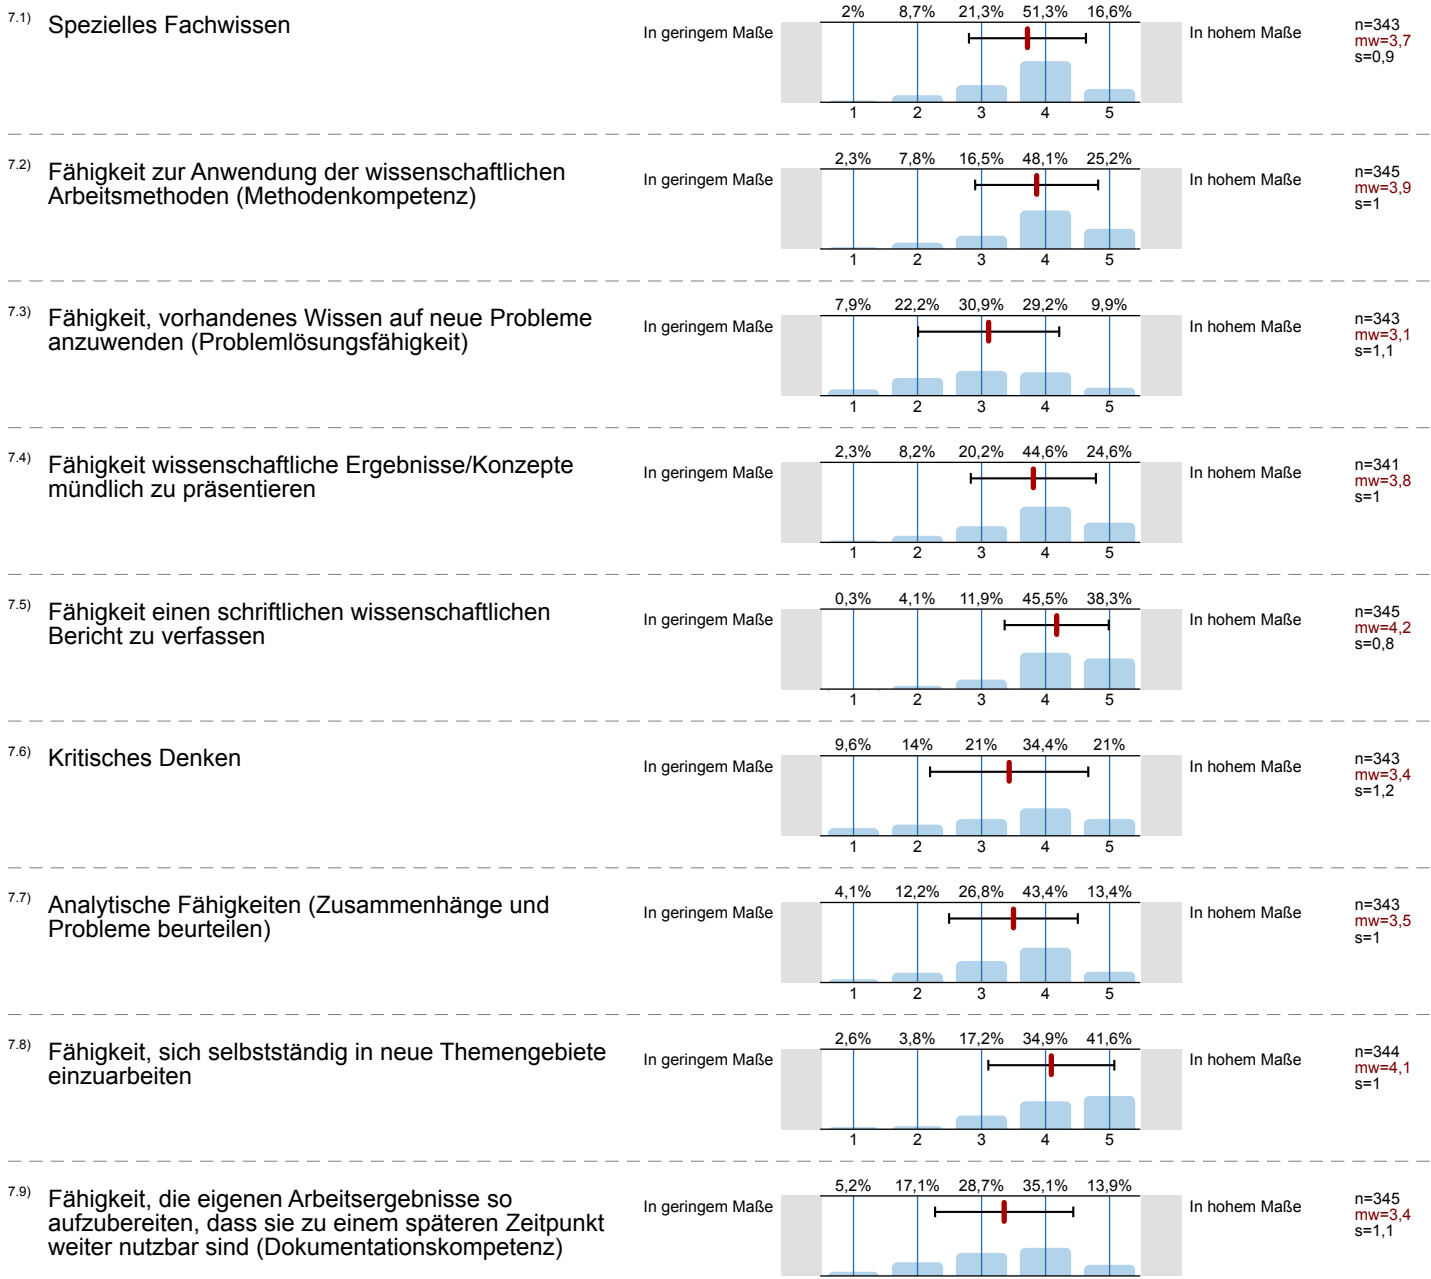 7.1) Spezielles Fachwissen
In geringem Maße
2% 8,7% 21,3% 51,3% 16,6%
1 2 3 4 5
In hohem Maße
n=343
mw=3,7
s=0,9
7.2) Fähigkeit zur Anwendung der wissenschaftlichen
Arbeitsmethoden (Methodenkompetenz)
In geringem Maße
2,3% 7,8% 16,5% 48,1% 25,2%
1 2 3 4 5
In hohem Maße
n=345
mw=3,9
s=1
7.3) Fähigkeit, vorhandenes Wissen auf neue Probleme
anzuwenden (Problemlösungsfähigkeit)
In geringem Maße
7,9% 22,2% 30,9% 29,2% 9,9%
1 2 3 4 5
In hohem Maße
n=343
mw=3,1
s=1,1
7.4) Fähigkeit wissenschaftliche Ergebnisse/Konzepte
mündlich zu präsentieren
In geringem Maße
2,3% 8,2% 20,2% 44,6% 24,6%
1 2 3 4 5
In hohem Maße
n=341
mw=3,8
s=1
7.5) Fähigkeit einen schriftlichen wissenschaftlichen
Bericht zu verfassen
In geringem Maße
0,3% 4,1% 11,9% 45,5% 38,3%
1 2 3 4 5
In hohem Maße
n=345
mw=4,2
s=0,8
7.6) Kritisches Denken
In geringem Maße
9,6% 14% 21% 34,4% 21%
1 2 3 4 5
In hohem Maße
n=343
mw=3,4
s=1,2
7.7) Analytische Fähigkeiten (Zusammenhänge und
Probleme beurteilen)
In geringem Maße
4,1% 12,2% 26,8% 43,4% 13,4%
1 2 3 4 5
In hohem Maße
n=343
mw=3,5
s=1
7.8) Fähigkeit, sich selbstständig in neue Themengebiete
einzuarbeiten
In geringem Maße
2,6% 3,8% 17,2% 34,9% 41,6%
1 2 3 4 5
In hohem Maße
n=344
mw=4,1
s=1
7.9) Fähigkeit, die eigenen Arbeitsergebnisse so
aufzubereiten, dass sie zu einem späteren Zeitpunkt
weiter nutzbar sind (Dokumentationskompetenz)
In geringem Maße
5,2% 17,1% 28,7% 35,1% 13,9%
In hohem Maße
n=345
mw=3,4
s=1,1